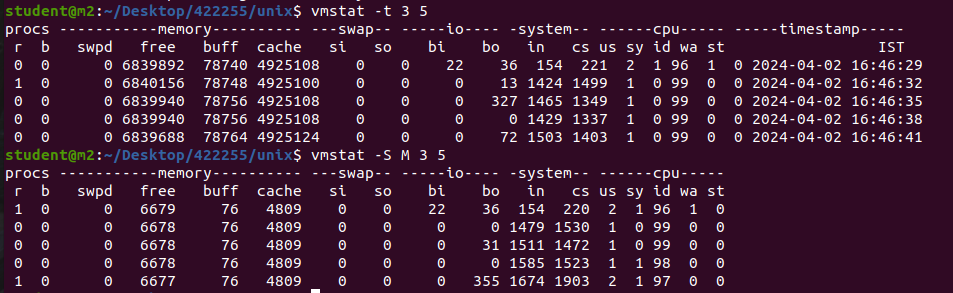 student@m2:~/Desktop/422255/unix$ vmstat -t 3 5
procs -----------memory---------- ---swap-- -----io---- -system-- ------cpu----- -----timestamp-----
 r  b   swpd   free   buff  cache   si   so    bi    bo   in   cs us sy id wa st                 IST
 0  0      0 6839892  78740 4925108    0    0    22    36  154  221  2  1 96  1  0 2024-04-02 16:46:29
 1  0      0 6840156  78748 4925100    0    0     0    13 1424 1499  1  0 99  0  0 2024-04-02 16:46:32
 0  0      0 6839940  78756 4925108    0    0     0   327 1465 1349  1  0 99  0  0 2024-04-02 16:46:35
 0  0      0 6839940  78756 4925108    0    0     0     0 1429 1337  1  0 99  0  0 2024-04-02 16:46:38
 0  0      0 6839688  78764 4925124    0    0     0    72 1503 1403  1  0 99  0  0 2024-04-02 16:46:41
student@m2:~/Desktop/422255/unix$ vmstat -S M 3 5
procs -----------memory---------- ---swap-- -----io---- -system-- ------cpu-----
 r  b   swpd   free   buff  cache   si   so    bi    bo   in   cs us sy id wa st
 1  0      0   6679     76   4809    0    0    22    36  154  220  2  1 96  1  0
 0  0      0   6678     76   4809    0    0     0     0 1479 1530  1  0 99  0  0
 0  0      0   6678     76   4809    0    0     0    31 1511 1472  1  0 99  0  0
 0  0      0   6678     76   4809    0    0     0     0 1585 1523  1  1 98  0  0
 1  0      0   6677     76   4809    0    0     0   355 1674 1903  2  1 97  0  0